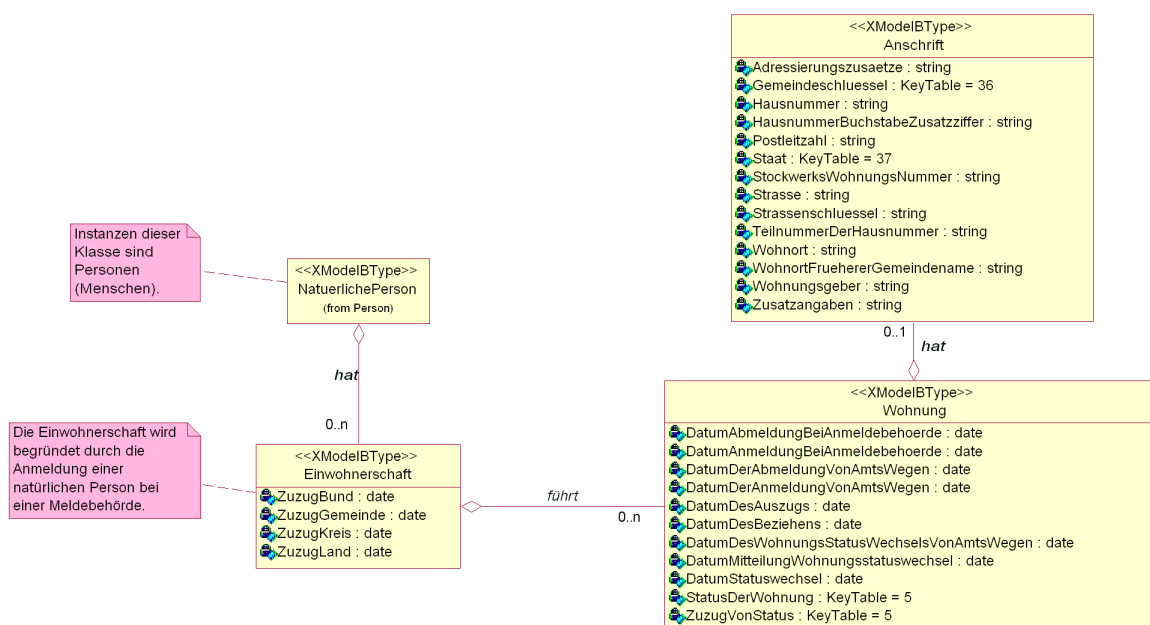 <<XModelBType>>
Anschrift
Adressierungszusaetze : string
Gemeindeschluessel : KeyTable = 36
Hausnummer : string
HausnummerBuchstabeZusatzziffer : string
Postleitzahl : string
Staat : KeyTable = 37
StockwerksWohnungsNummer : string
Strasse : string
Strassenschluessel : string
TeilnummerDerHausnummer : string
Wohnort : string
WohnortFruehererGemeindename : string
Wohnungsgeber : string
Zusatzangaben : string
Instanzen dieser
Klasse sind
Personen
(Menschen).
<<XModelBType>>
NatuerlichePerson
(from Person)
0..1
hat
hat
0..n
<<XModelBType>>
Wohnung
DatumAbmeldungBeiAnmeldebehoerde : date
DatumAnmeldungBeiAnmeldebehoerde : date
DatumDerAbmeldungVonAmtsWegen : date
DatumDerAnmeldungVonAmtsWegen : date
DatumDesAuszugs : date
DatumDesBeziehens : date
DatumDesWohnungsStatusWechselsVonAmtsWegen : date
DatumMitteilungWohnungsstatuswechsel : date
DatumStatuswechsel : date
StatusDerWohnung : KeyTable = 5
ZuzugVonStatus : KeyTable = 5
Die Einwohnerschaft wird
begründet durch die
Anmeldung einer
natürlichen Person bei
einer Meldebehörde.
<<XModelBType>>
Einwohnerschaft
ZuzugBund : date
ZuzugGemeinde : date
ZuzugKreis : date
ZuzugLand : date
führt
0..n